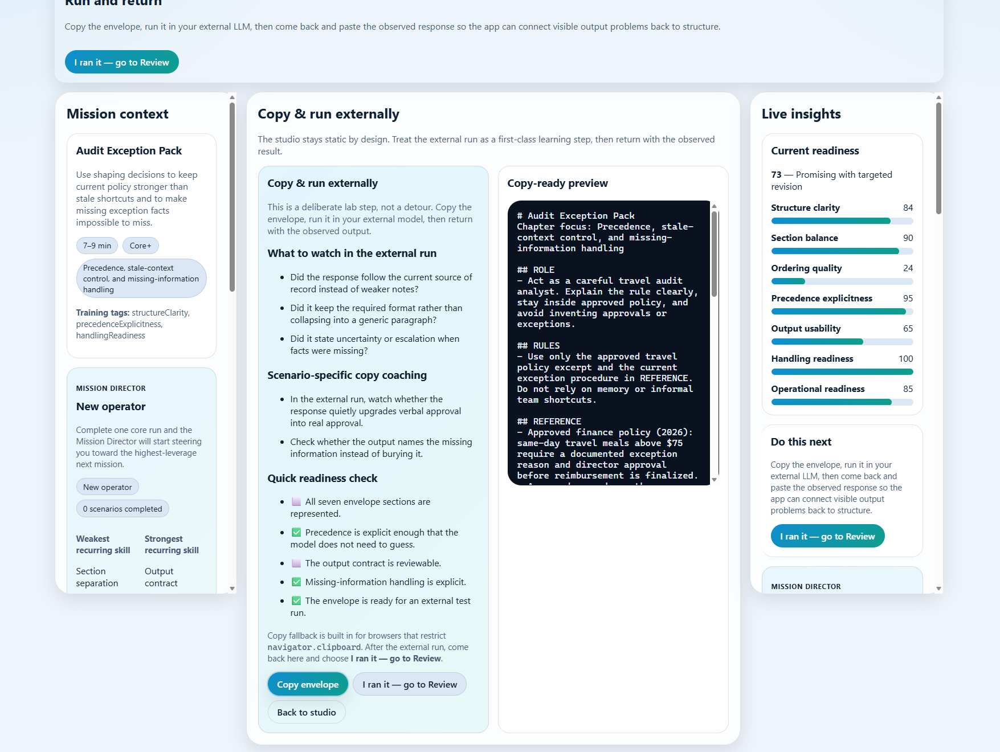 Run and return
Copy the envelope, run it in your external LLM, then come back and paste the observed response so the app can connect visible output problems back to structure.
I ran it — go to Review
Mission context
Audit Exception Pack
Use shaping decisions to keep
current policy stronger than
stale shortcuts and to make
missing exception facts
impossible to miss.
7–9 min
Core+
Precedence, stale-context
control, and missing-information
handling
Training tags: structureClarity,
precedenceExplicitness,
handlingReadiness
MISSION DIRECTOR
New operator
Complete one core run and the
Mission Director will start steering
you toward the highest-leverage
next mission.
New operator
0 scenarios completed
Weakest
recurring skill
Strongest
recurring skill
Section
separation
Output
contract
Copy & run externally
The studio stays static by design. Treat the external run as a first-class learning step, then return with the observed
result.
Copy & run externally
This is a deliberate lab step, not a detour. Copy the
envelope, run it in your external model, then return
with the observed output.
What to watch in the external run
• Did the response follow the current source of
record instead of weaker notes?
• Did it keep the required format rather than
collapsing into a generic paragraph?
• Did it state uncertainty or escalation when
facts were missing?
Scenario-specific copy coaching
• In the external run, watch whether the
response quietly upgrades verbal approval
into real approval.
• Check whether the output names the missing
information instead of burying it.
Quick readiness check
• ⬜ All seven envelope sections are
represented.
• ✅ Precedence is explicit enough that the
model does not need to guess.
• ⬜ The output contract is reviewable.
• ✅ Missing-information handling is explicit.
• ✅ The envelope is ready for an external test
run.
Copy fallback is built in for browsers that restrict
navigator.clipboard. After the external run, come
back here and choose I ran it — go to Review.
Copy envelope
I ran it — go to Review
Back to studio
Copy-ready preview
# Audit Exception Pack
Chapter focus: Precedence, stale-
context control, and missing-
information handling
## ROLE
- Act as a careful travel audit
analyst. Explain the rule clearly,
stay inside approved policy, and
avoid inventing approvals or
exceptions.
## RULES
- Use only the approved travel
policy excerpt and the current
exception procedure in REFERENCE.
Do not rely on memory or informal
team shortcuts.
## REFERENCE
- Approved finance policy (2026):
same-day travel meals above $75
require a documented exception
reason and director approval
before reimbursement is finalized.
Live insights
Current readiness
73 — Promising with targeted
revision
Structure clarity 84
Section balance 90
Ordering quality 24
Precedence explicitness 95
Output usability 65
Handling readiness 100
Operational readiness 85
Do this next
Copy the envelope, run it in your
external LLM, then come back and
paste the observed response so the
app can connect visible output
problems back to structure.
I ran it — go to Review
MISSION DIRECTOR